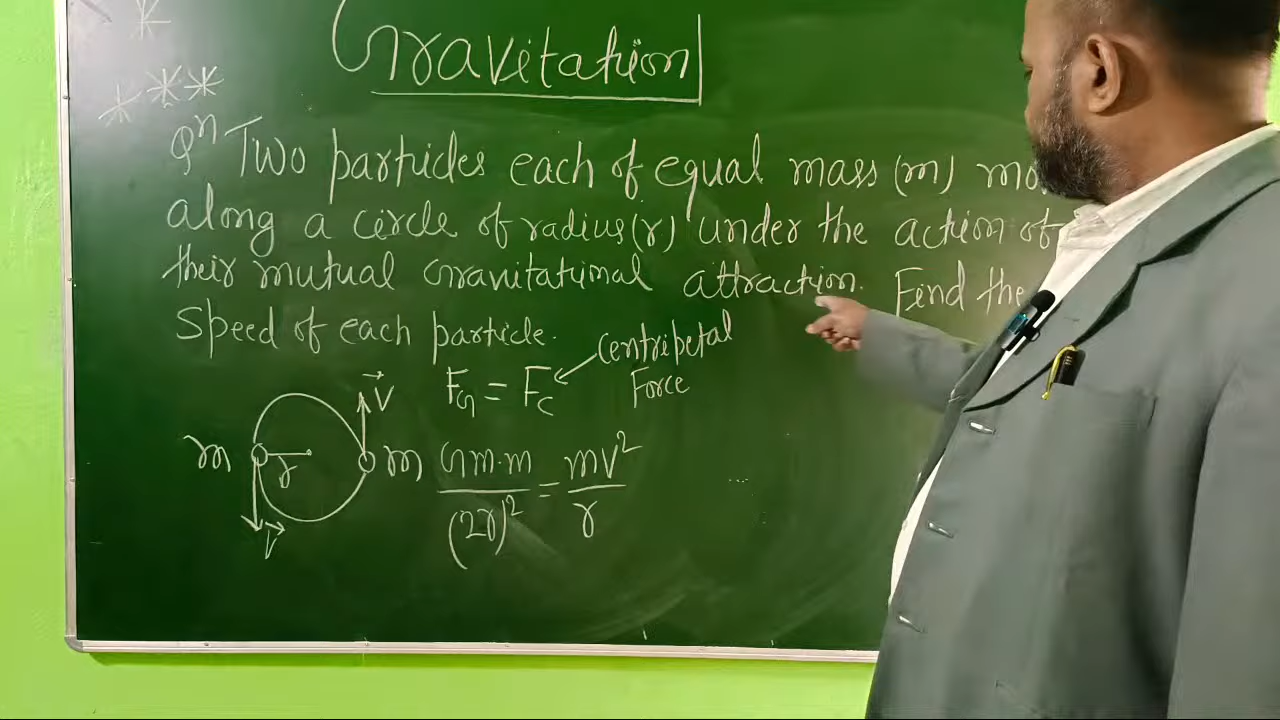 Gravitation
Qn Two particles each of equal mass (m)
along a circle of radius (r) under the action of
their mutual Gravitational attraction. Find the
Speed of each particle.
centripetal
Force
FG = FC
V
m r m
V
Gm.m/(2r)² = mV²/r